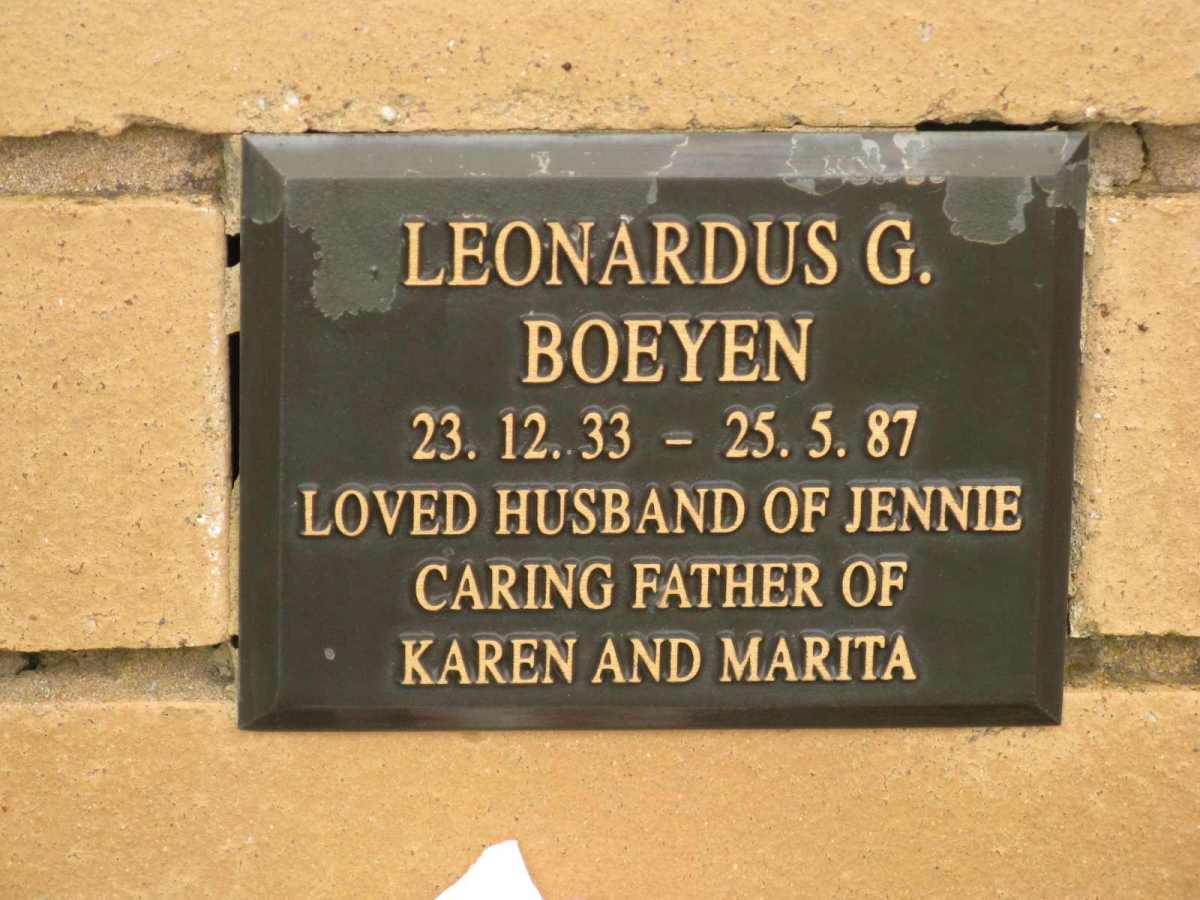 LEONARDUS G.
BOEYEN
23. 12. 33 – 25. 5. 87
LOVED HUSBAND OF JENNIE
CARING FATHER OF
KAREN AND MARITA